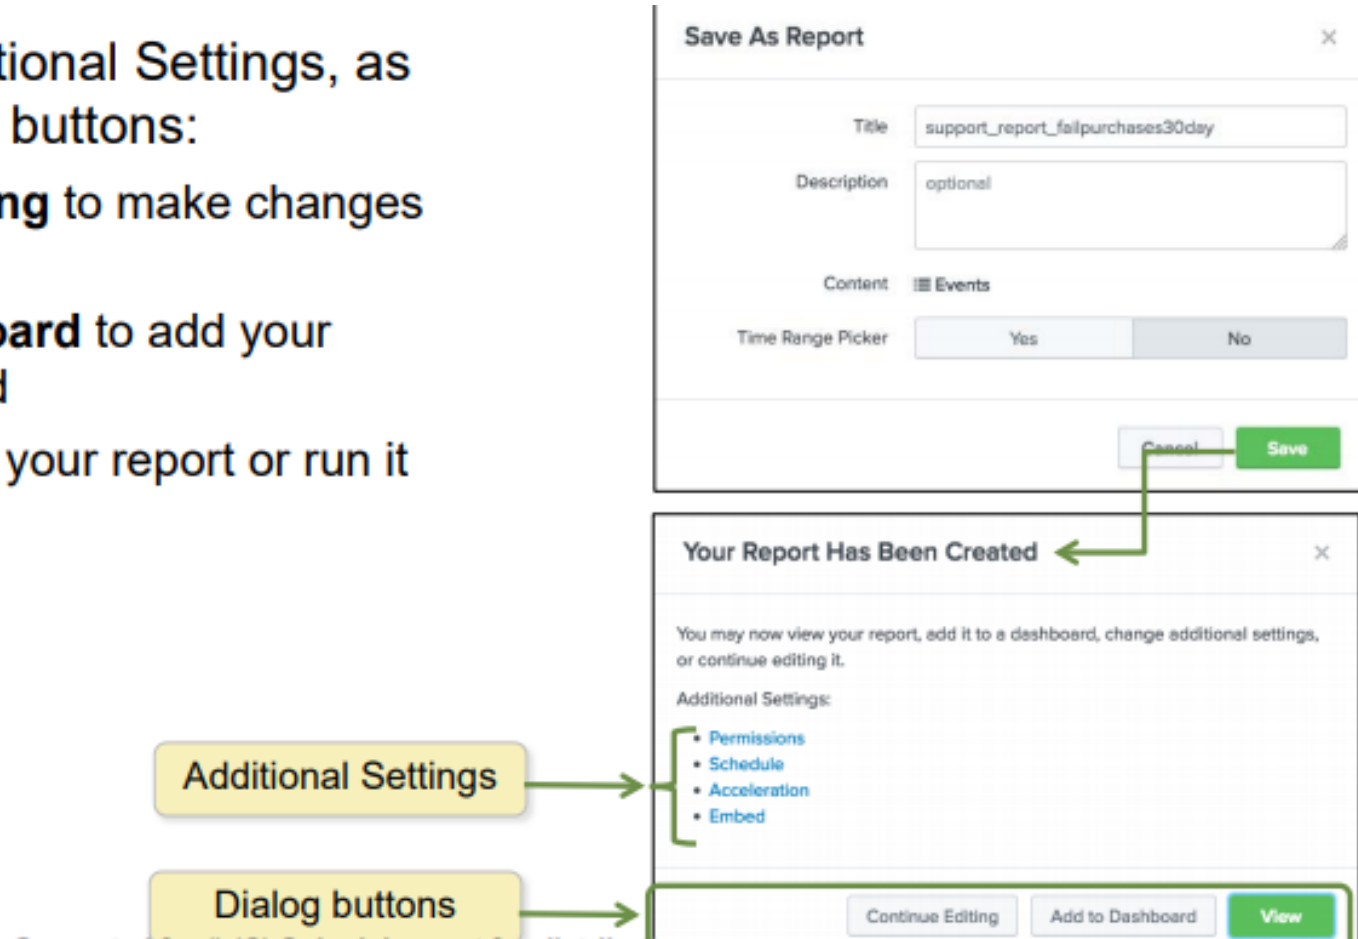 tional Settings, as
buttons:
ng to make changes
oard to add your
d
your report or run it
Save As Report
Title support_report_failpurchases30day
Description optional
Content Events
Time Range Picker Yes No
Cancel Save
Your Report Has Been Created
You may now view your report, add it to a dashboard, change additional settings,
or continue editing it.
Additional Settings:
• Permissions
• Schedule
• Acceleration
• Embed
Additional Settings
Dialog buttons
Continue Editing Add to Dashboard View